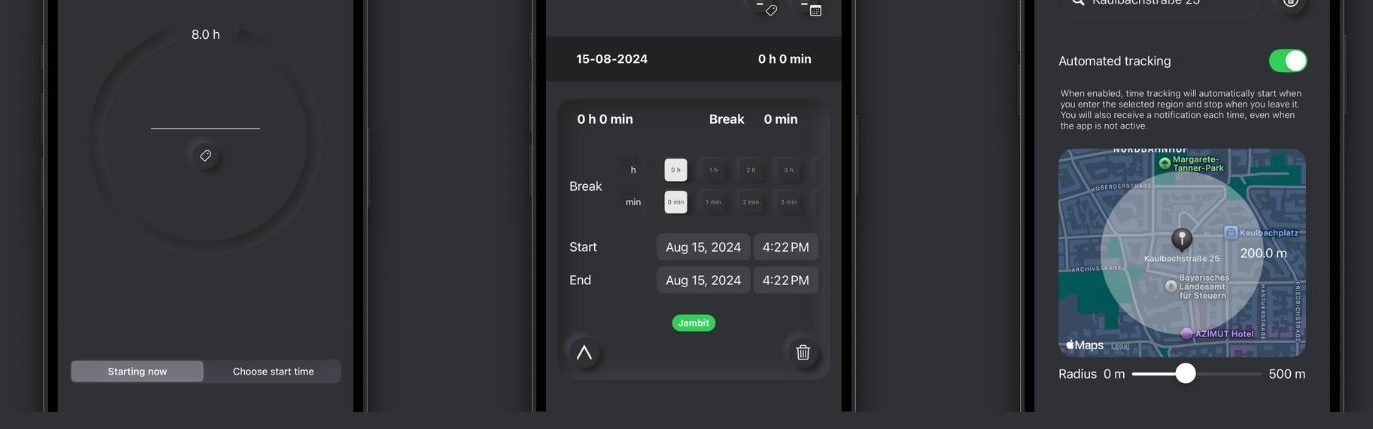 8.0 h
Starting now
Choose start time
15-08-2024
0 h 0 min
0 h 0 min
Break
0 min
Break
h
0 h
1 h
2 h
3 h
min
0 min
1 min
2 min
3 min
Start
Aug 15, 2024
4:22 PM
End
Aug 15, 2024
4:22 PM
Jambit
Kaulbachstraße 25
Automated tracking
When enabled, time tracking will automatically start when
you enter the selected region and stop when you leave it.
You will also receive a notification each time, even when
the app is not active.
NORDBAHNHOF
Margarete-
Tanner-Park
KOBERGERSTRAßE
Kaulbachplatz
Kaulbachstraße 25
200.0 m
ARCHIVSTRAßE
Bayerisches
Landesamt
für Steuern
AZIMUT Hotel
Maps
Legal
Radius
0 m
500 m